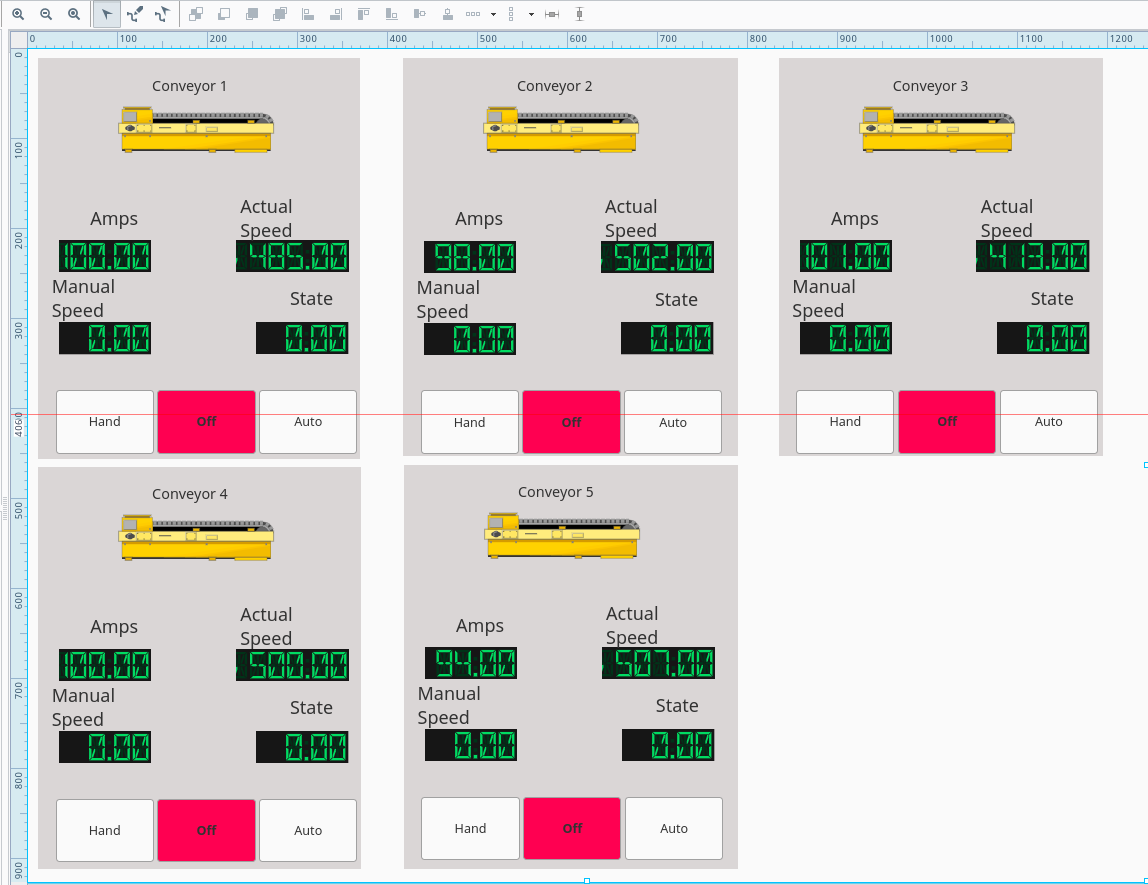 0 100 200 300 400 500 600 700 800 900 1000 1100 1200
0
100
200
300
500
600
700
800
900
Conveyor 1
Amps
Actual
Speed
100.00
485.00
Manual
Speed
State
0.00
0.00
Hand Off Auto
Conveyor 2
Amps
Actual
Speed
98.00
502.00
Manual
Speed
State
0.00
0.00
Hand Off Auto
Conveyor 3
Amps
Actual
Speed
101.00
413.00
Manual
Speed
State
0.00
0.00
Hand Off Auto
Conveyor 4
Amps
Actual
Speed
100.00
500.00
Manual
Speed
State
0.00
0.00
Hand Off Auto
Conveyor 5
Amps
Actual
Speed
94.00
507.00
Manual
Speed
State
0.00
0.00
Hand Off Auto